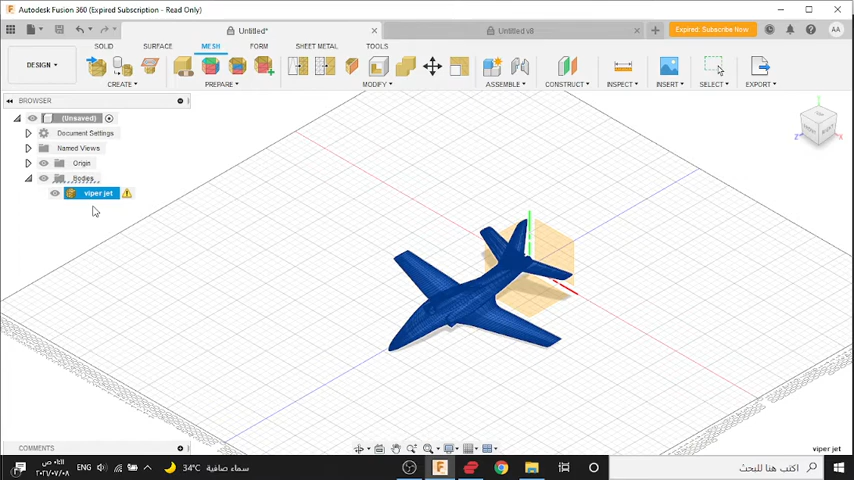 Autodesk Fusion 360 (Expired Subscription - Read Only)
Untitled*
Untitled v8
Expired: Subscribe Now
AA
DESIGN
SOLID
SURFACE
MESH
FORM
SHEET METAL
TOOLS
CREATE
PREPARE
MODIFY
ASSEMBLE
CONSTRUCT
INSPECT
INSERT
SELECT
EXPORT
BROWSER
(Unsaved)
Document Settings
Named Views
Origin
Bodies
viper jet
TOP
Z
COMMENTS
viper jet
ENG
34°C
سماء صافية
اكتب هنا للبحث